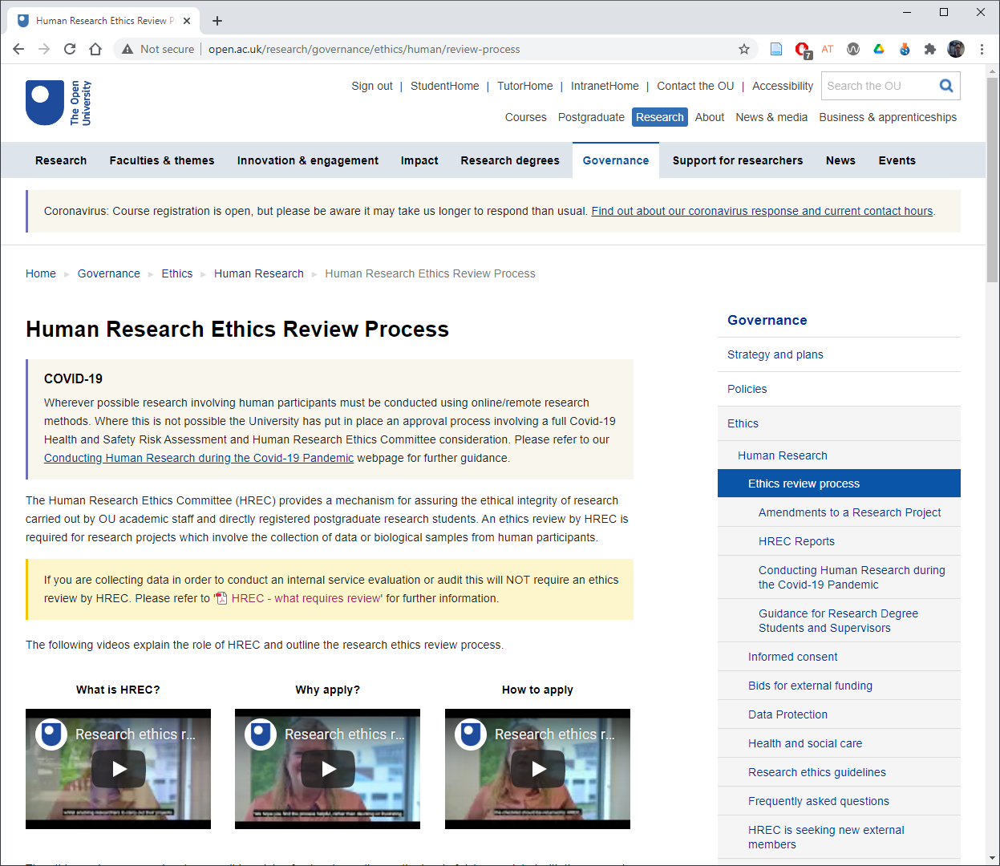 Human Research Ethics Review P
Not secure
open.ac.uk/research/governance/ethics/human/review-process
7
AT
The Open
University
Sign out | StudentHome | TutorHome | IntranetHome | Contact the OU | Accessibility
Search the OU
Courses Postgraduate Research About News & media Business & apprenticeships
Research Faculties & themes Innovation & engagement Impact Research degrees Governance Support for researchers News Events
Coronavirus: Course registration is open, but please be aware it may take us longer to respond than usual. Find out about our coronavirus response and current contact hours.
Home Governance Ethics Human Research Human Research Ethics Review Process
Human Research Ethics Review Process
COVID-19
Wherever possible research involving human participants must be conducted using online/remote research
methods. Where this is not possible the University has put in place an approval process involving a full Covid-19
Health and Safety Risk Assessment and Human Research Ethics Committee consideration. Please refer to our
Conducting Human Research during the Covid-19 Pandemic webpage for further guidance.
The Human Research Ethics Committee (HREC) provides a mechanism for assuring the ethical integrity of research
carried out by OU academic staff and directly registered postgraduate research students. An ethics review by HREC is
required for research projects which involve the collection of data or biological samples from human participants.
If you are collecting data in order to conduct an internal service evaluation or audit this will NOT require an ethics
review by HREC. Please refer to ' HREC - what requires review' for further information.
The following videos explain the role of HREC and outline the research ethics review process.
What is HREC?
Why apply?
How to apply
Research ethics r...
Research ethics r...
Research ethics r...
Governance
Strategy and plans
Policies
Ethics
Human Research
Ethics review process
Amendments to a Research Project
HREC Reports
Conducting Human Research during
the Covid-19 Pandemic
Guidance for Research Degree
Students and Supervisors
Informed consent
Bids for external funding
Data Protection
Health and social care
Research ethics guidelines
Frequently asked questions
HREC is seeking new external
members